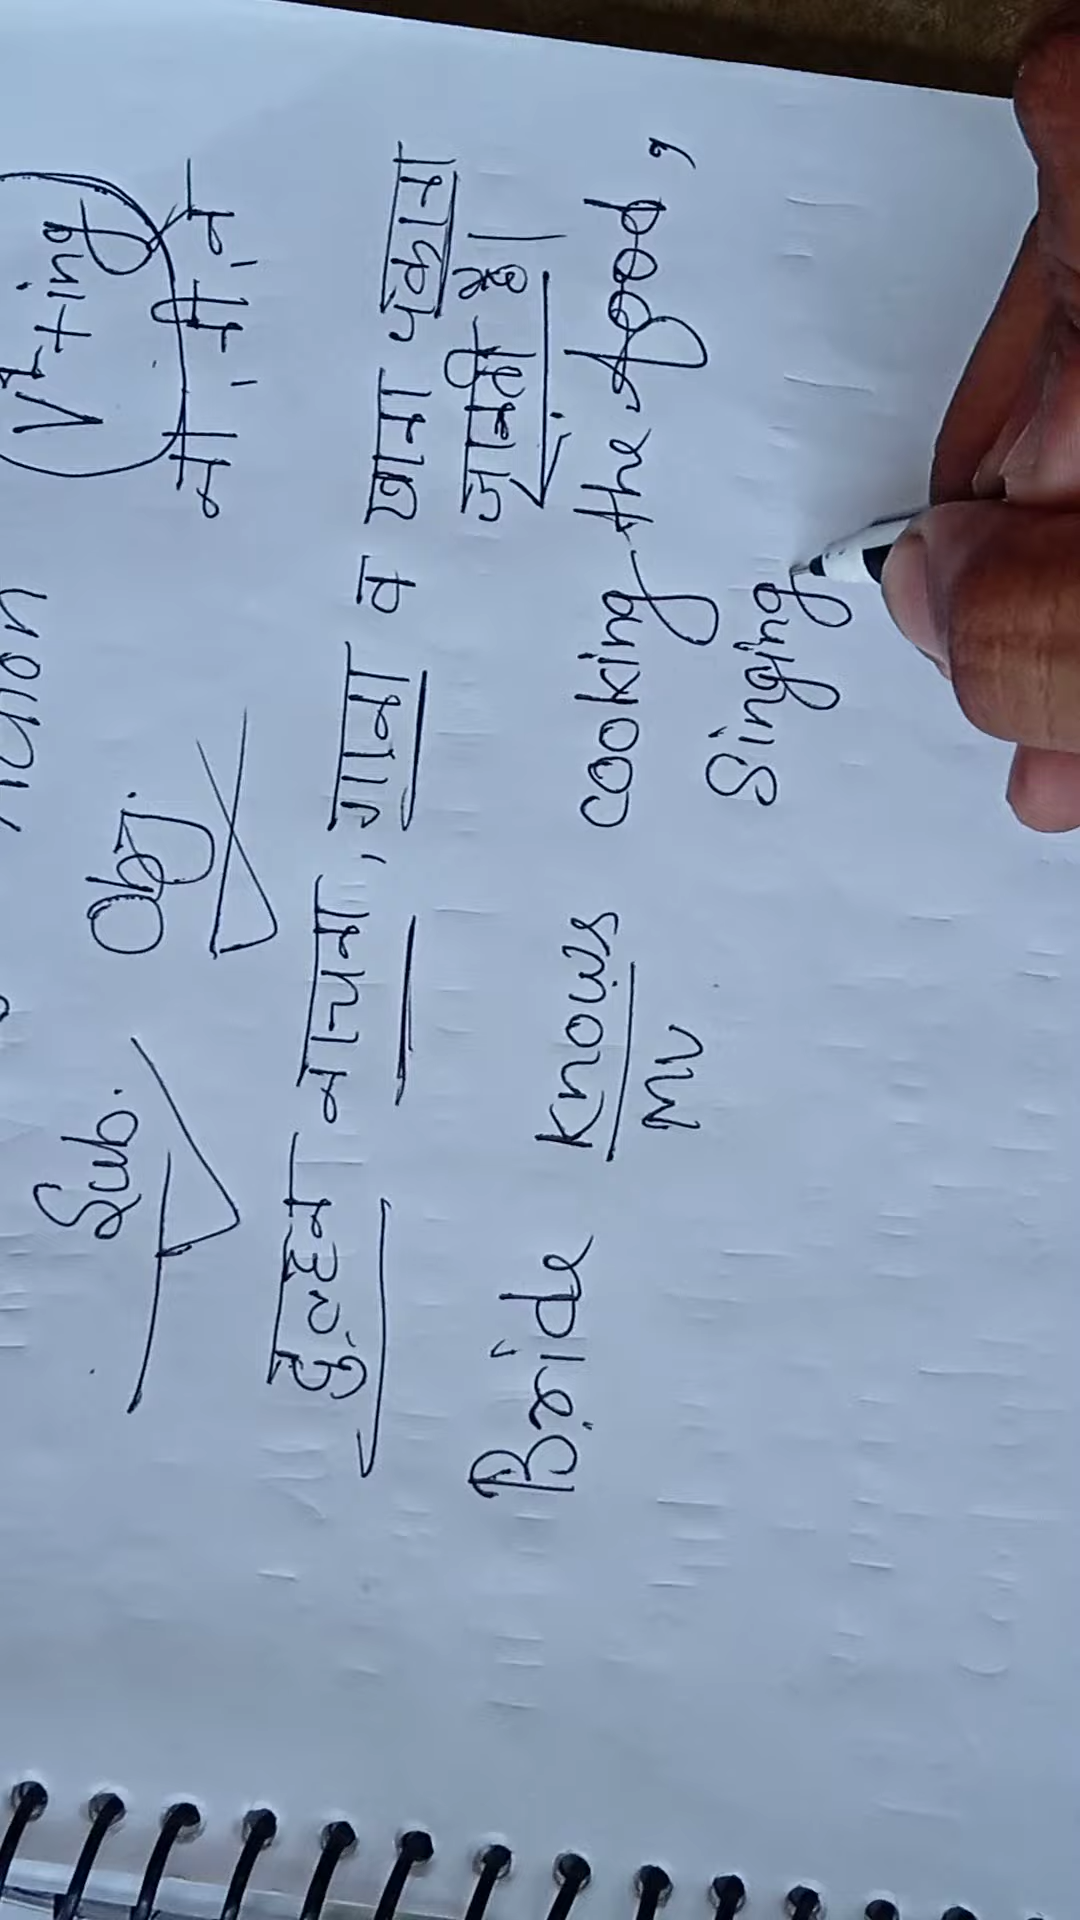 V¹+ing
ना, ने, नी
Sub. Obj.
दुल्हन नाचना, गाना व खाना पकाना
जानती है।
Bride knows cooking the food,
MV Singing